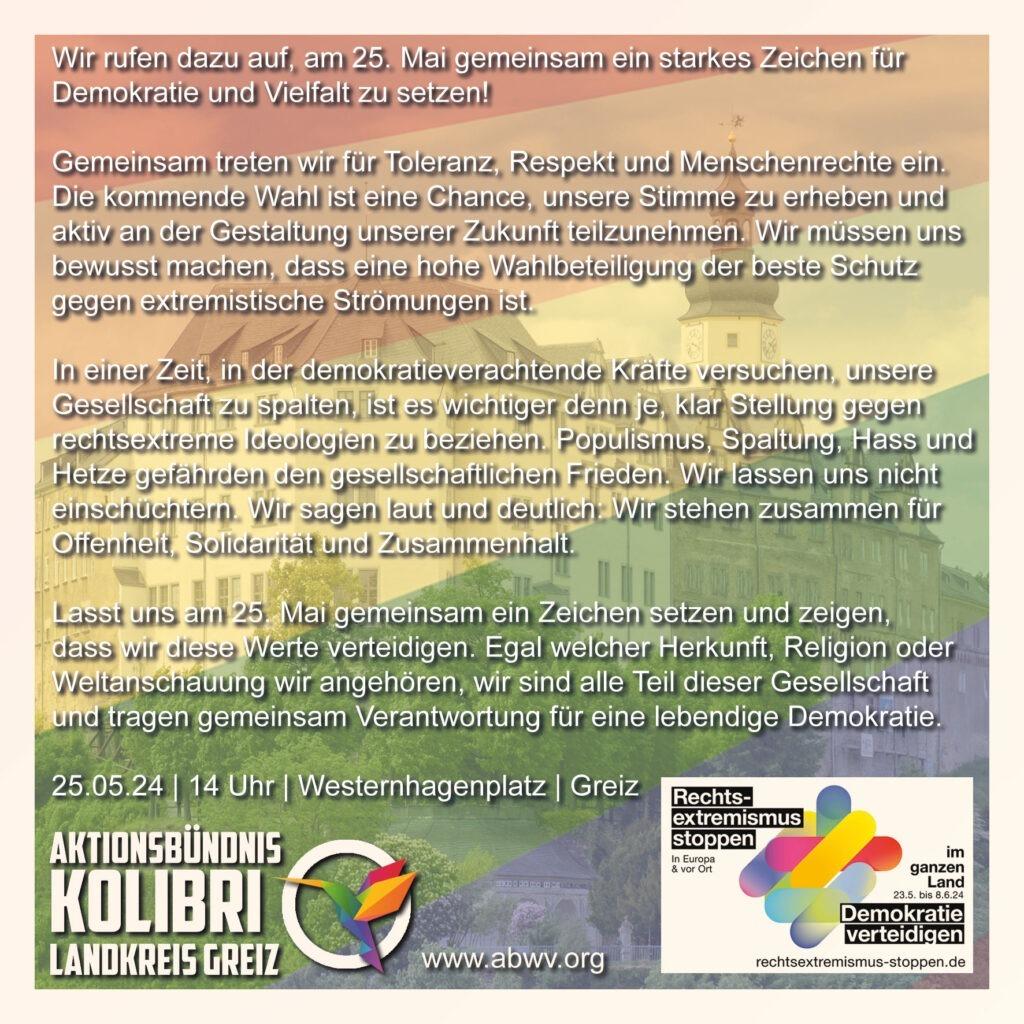 Wir rufen dazu auf, am 25. Mai gemeinsam ein starkes Zeichen für
Demokratie und Vielfalt zu setzen!
Gemeinsam treten wir für Toleranz, Respekt und Menschenrechte ein.
Die kommende Wahl ist eine Chance, unsere Stimme zu erheben und
aktiv an der Gestaltung unserer Zukunft teilzunehmen. Wir müssen uns
bewusst machen, dass eine hohe Wahlbeteiligung der beste Schutz
gegen extremistische Strömungen ist.
In einer Zeit, in der demokratieverachtende Kräfte versuchen, unsere
Gesellschaft zu spalten, ist es wichtiger denn je, klar Stellung gegen
rechtsextreme Ideologien zu beziehen. Populismus, Spaltung, Hass und
Hetze gefährden den gesellschaftlichen Frieden. Wir lassen uns nicht
einschüchtern. Wir sagen laut und deutlich: Wir stehen zusammen für
Offenheit, Solidarität und Zusammenhalt.
Lasst uns am 25. Mai gemeinsam ein Zeichen setzen und zeigen,
dass wir diese Werte verteidigen. Egal welcher Herkunft, Religion oder
Weltanschauung wir angehören, wir sind alle Teil dieser Gesellschaft
und tragen gemeinsam Verantwortung für eine lebendige Demokratie.
25.05.24 | 14 Uhr | Westernhagenplatz | Greiz
AKTIONSBÜNDNIS
KOLIBRI
LANDKREIS GREIZ
www.abwv.org
Rechts-
extremismus
stoppen
In Europa
& vor Ort
im
ganzen
Land
23.5. bis 8.6.24
Demokratie
verteidigen
rechtsextremismus-stoppen.de